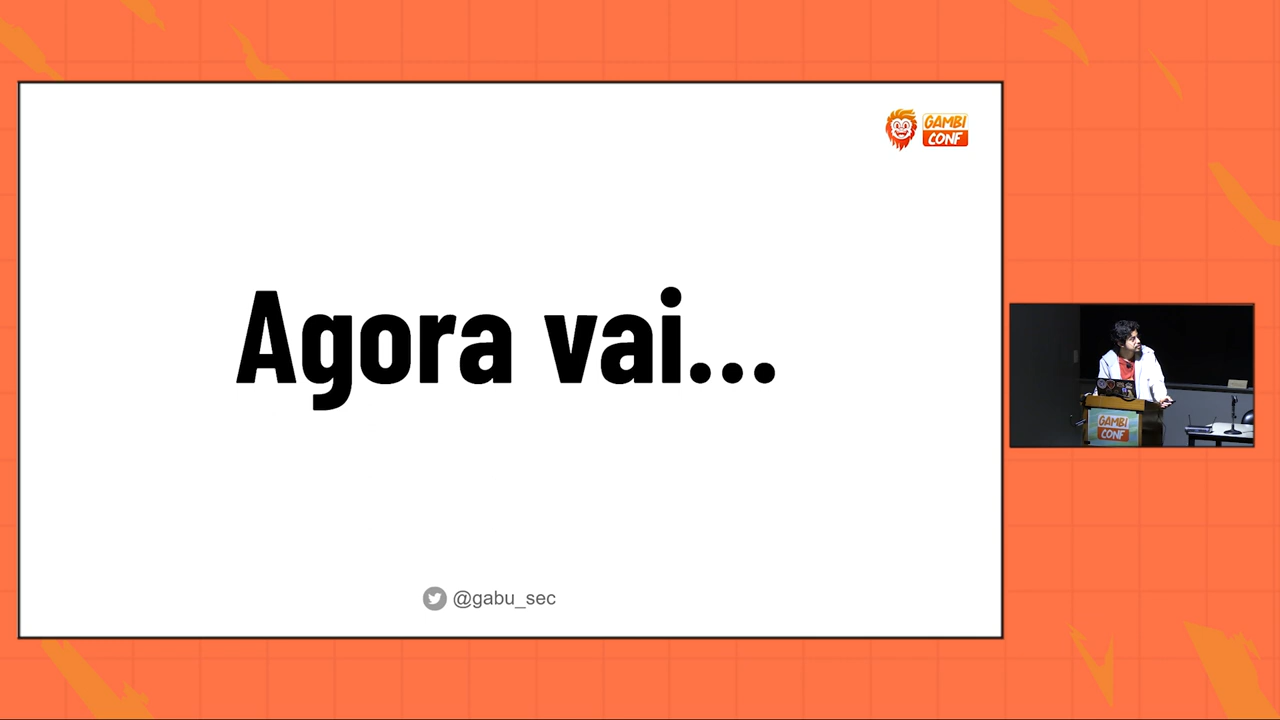 GAMBI
CONF
Agora vai...
@gabu_sec
GAMBI
CONF